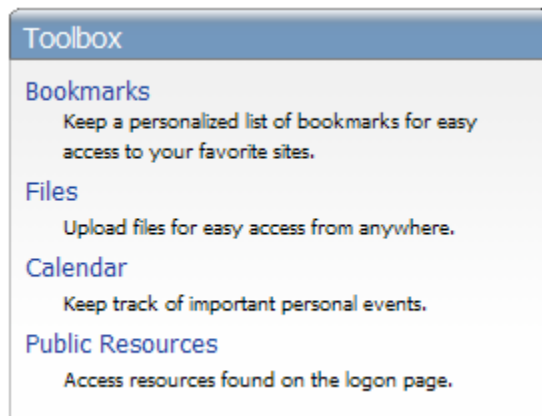 Toolbox
Bookmarks
Keep a personalized list of bookmarks for easy
access to your favorite sites.
Files
Upload files for easy access from anywhere.
Calendar
Keep track of important personal events.
Public Resources
Access resources found on the logon page.